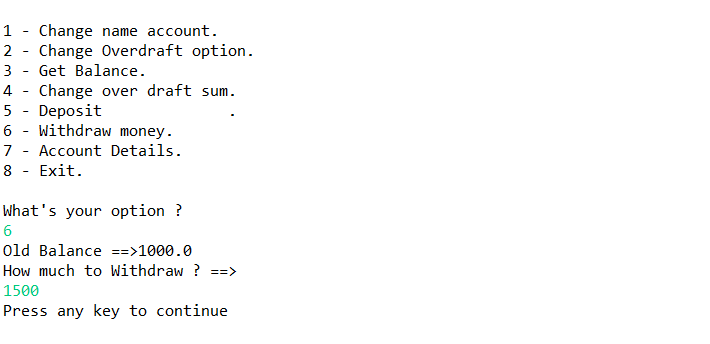 1 - Change name account.
2 - Change Overdraft option.
3 - Get Balance.
4 - Change over draft sum.
5 - Deposit              .
6 - Withdraw money.
7 - Account Details.
8 - Exit.
What's your option ?
6
Old Balance ==>1000.0
How much to Withdraw ? ==>
1500
Press any key to continue